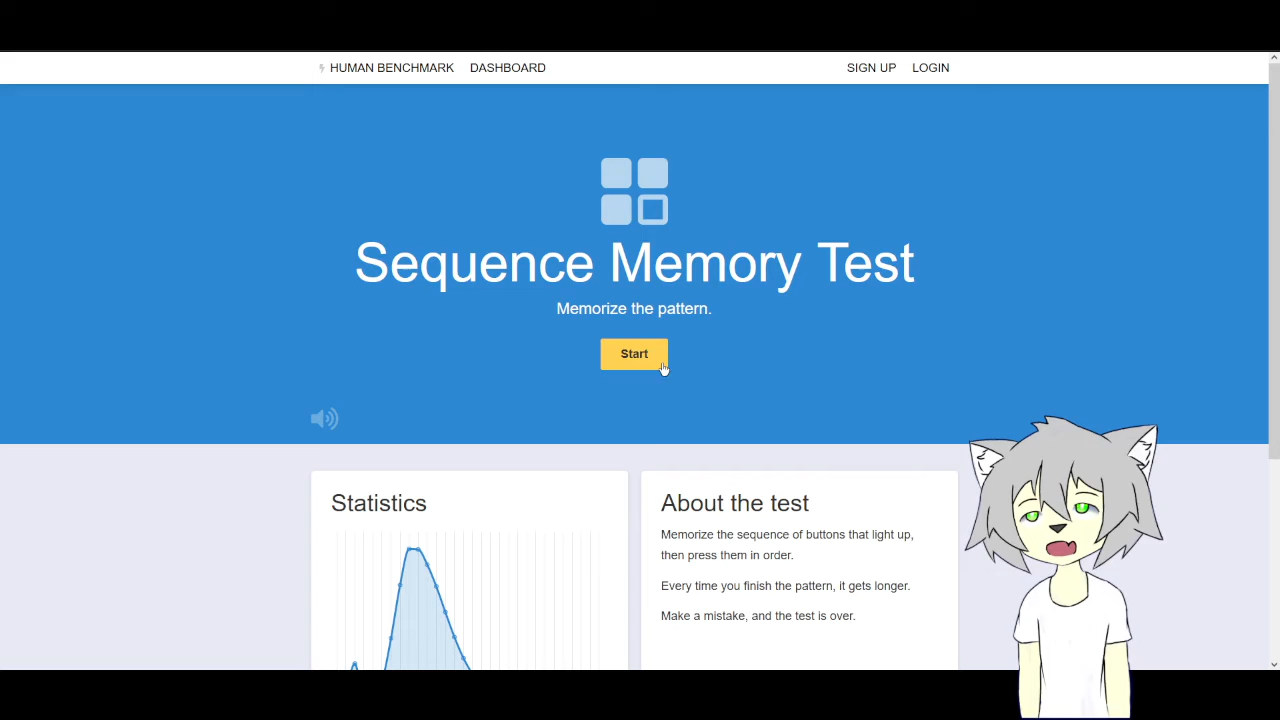 HUMAN BENCHMARK DASHBOARD SIGN UP LOGIN
Sequence Memory Test
Memorize the pattern.
Start
Statistics
About the test
Memorize the sequence of buttons that light up,
then press them in order.
Every time you finish the pattern, it gets longer.
Make a mistake, and the test is over.